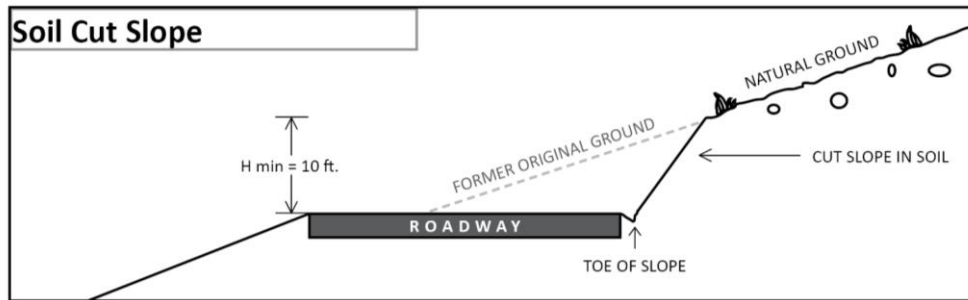 Soil Cut Slope
NATURAL GROUND
FORMER ORIGINAL GROUND
H min = 10 ft.
CUT SLOPE IN SOIL
ROADWAY
TOE OF SLOPE